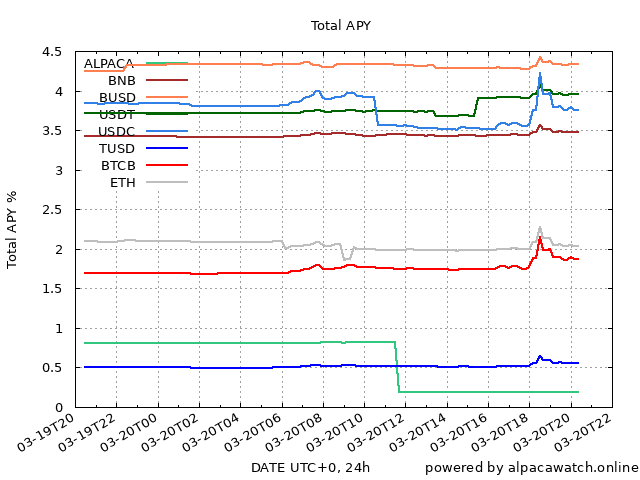 Total APY
Total APY %
4.5
4
3.5
3
2.5
2
1.5
1
0.5
0
ALPACA
BNB
BUSD
USDT
USDC
TUSD
BTCB
ETH
03-19T20
03-19T22
03-20T00
03-20T02
03-20T04
03-20T06
03-20T08
03-20T10
03-20T12
03-20T14
03-20T16
03-20T18
03-20T20
03-20T22
DATE UTC+0, 24h
powered by alpacawatch.online